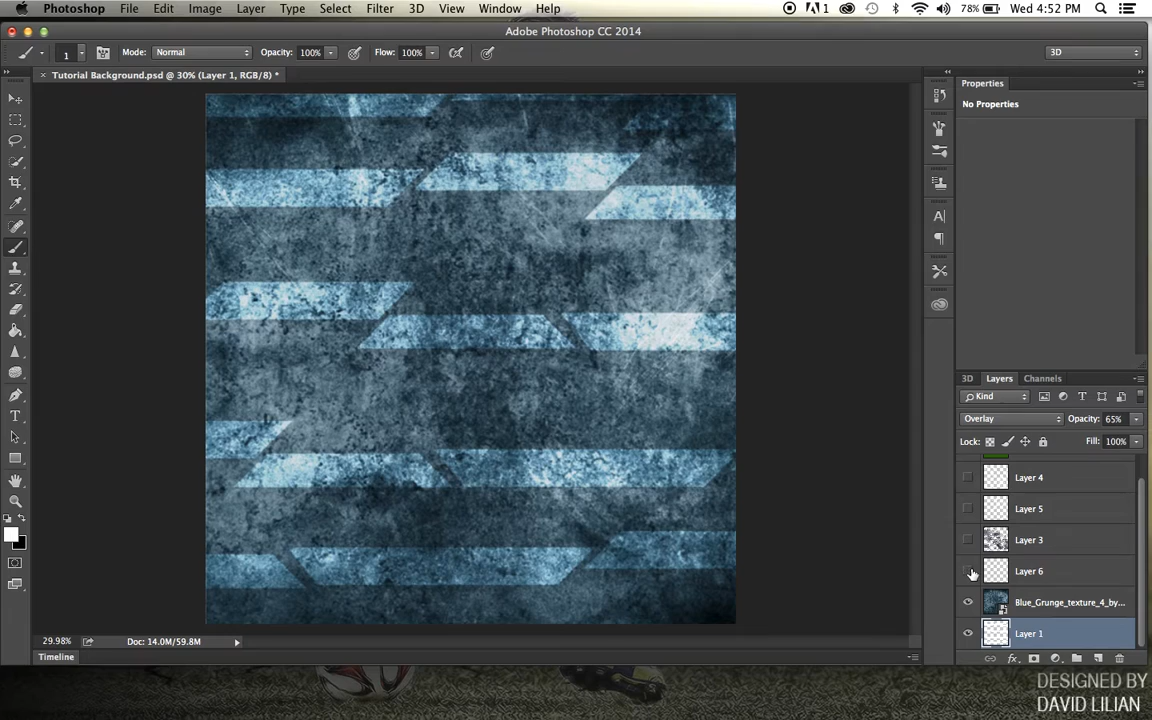 Photoshop File Edit Image Layer Type Select Filter 3D View Window Help 1 78% Wed 4:52 PM
Adobe Photoshop CC 2014
1 Mode: Normal Opacity: 100% Flow: 100% 3D
Tutorial Background.psd @ 30% (Layer 1, RGB/8) *
Properties
No Properties
3D Layers Channels
Kind
Overlay Opacity: 65%
Lock: Fill: 100%
Layer 4
Layer 5
Layer 3
Layer 6
Blue_Grunge_texture_4_by...
Layer 1
29.98% Doc: 14.0M/59.8M
Timeline
DESIGNED BY
DAVID LILIAN